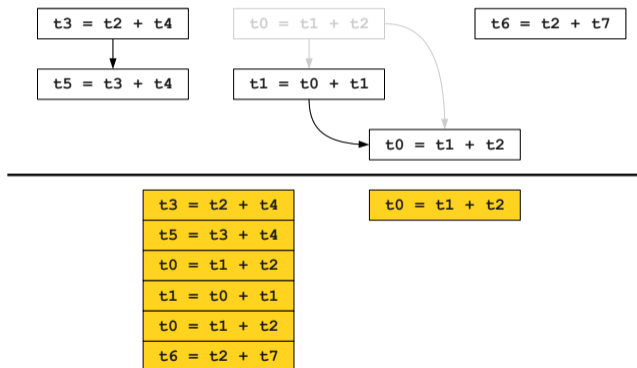 t3 = t2 + t4
t0 = t1 + t2
t6 = t2 + t7
t5 = t3 + t4
t1 = t0 + t1
t0 = t1 + t2
t3 = t2 + t4
t0 = t1 + t2
t5 = t3 + t4
t0 = t1 + t2
t1 = t0 + t1
t0 = t1 + t2
t6 = t2 + t7